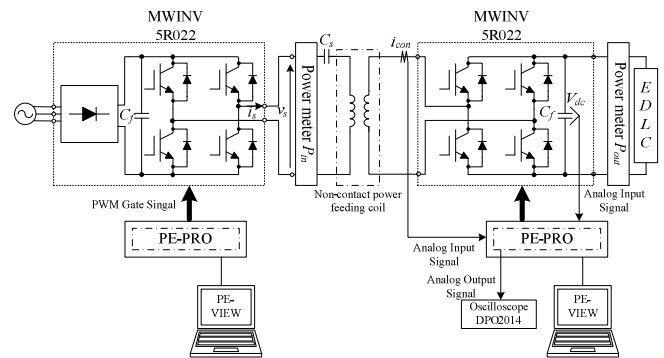 MWINV
5R022
MWINV
5R022
C_f
i_s
v_s
Power meter P_in
C_s
i_con
Non-contact power
feeding coil
C_f
V_dc
Power meter P_out
EDLC
PWM Gate Singal
PE-PRO
PE-
VIEW
Analog Input
Signal
PE-PRO
Analog Input
Signal
Analog Output
Signal
Oscilloscope
DPO2014
PE-
VIEW